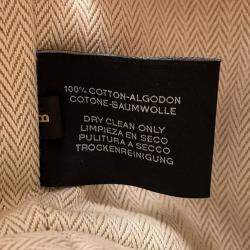 100% COTTON-ALGODON
COTONE-BAUMWOLLE
DRY CLEAN ONLY
LIMPIEZA EN SECO
PULITURA A SECCO
TROCKENREINIGUNG
B